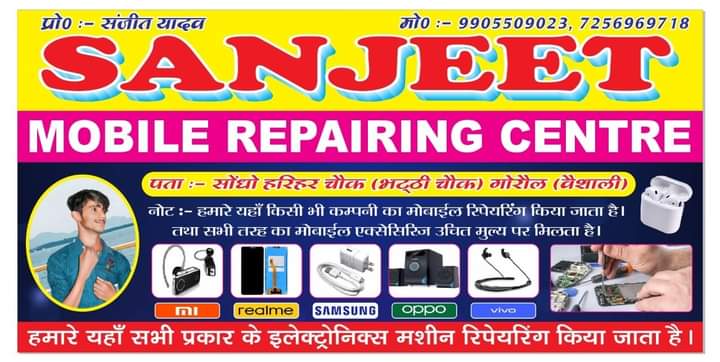 प्रो० :- संजीत यादव
मो० :- 9905509023, 7256969718
SANJEET
MOBILE REPAIRING CENTRE
पता :- सोंधो हरिहर चौक (भट्ठी चौक) गोरौल (वैशाली)
नोट :- हमारे यहाँ किसी भी कम्पनी का मोबाईल रिपेयरिंग किया जाता है।
तथा सभी तरह का मोबाईल एक्सेसिरिज उचित मुल्य पर मिलता है।
mi realme SAMSUNG oppo vivo
हमारे यहाँ सभी प्रकार के इलेक्ट्रोनिक्स मशीन रिपेयरिंग किया जाता है।